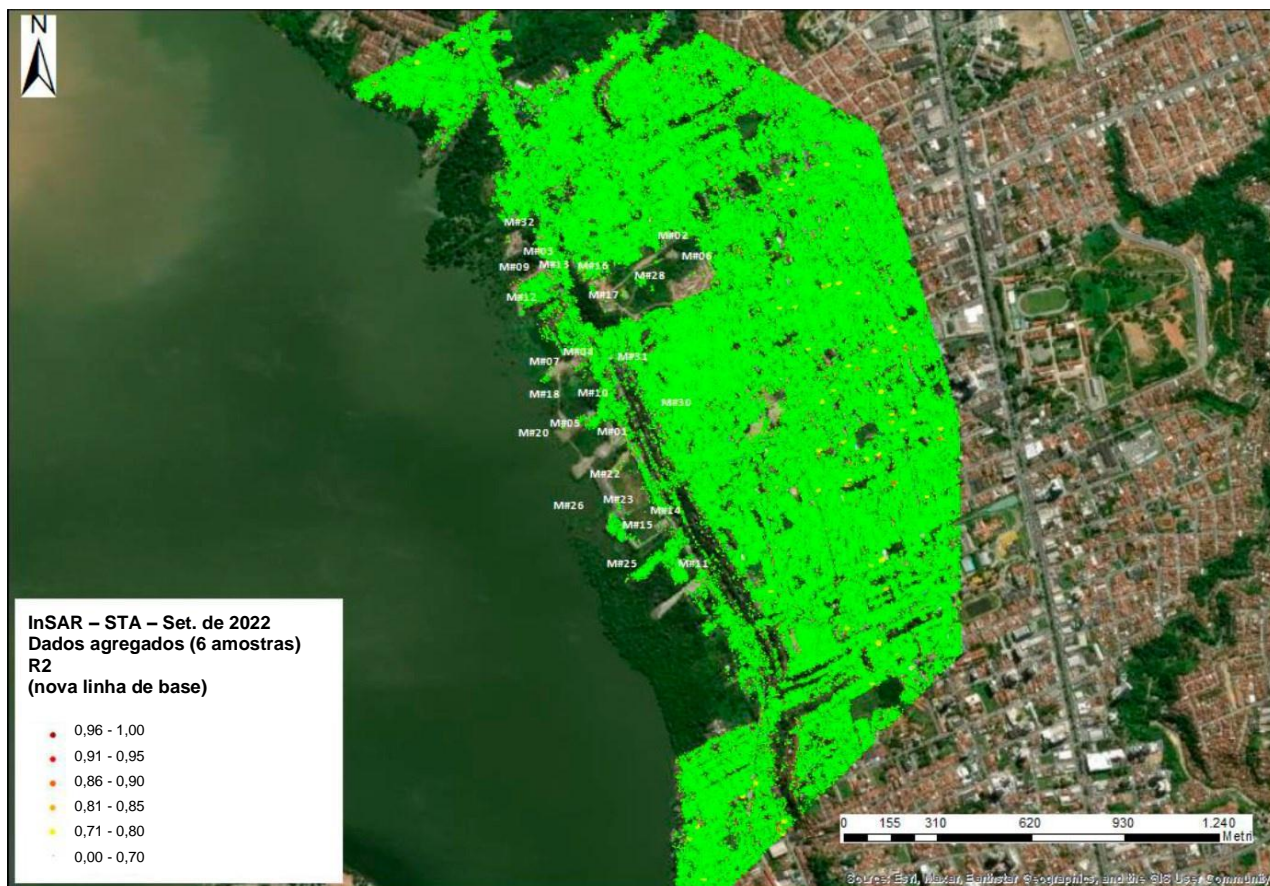 N
M#32
M#02
M#03
M#06
M#09
M#13
M#16
M#28
M#12
M#17
M#08
M#31
M#07
M#18
M#10
M#30
M#05
M#20
M#01
M#22
M#23
M#26
M#14
M#15
M#25
M#11
InSAR – STA – Set. de 2022
Dados agregados (6 amostras)
R2
(nova linha de base)
0,96 - 1,00
0,91 - 0,95
0,86 - 0,90
0,81 - 0,85
0,71 - 0,80
0,00 - 0,70
0 155 310 620 930 1.240
Metri
Source: Esri, Maxar, Earthstar Geographics, and the GIS User Community